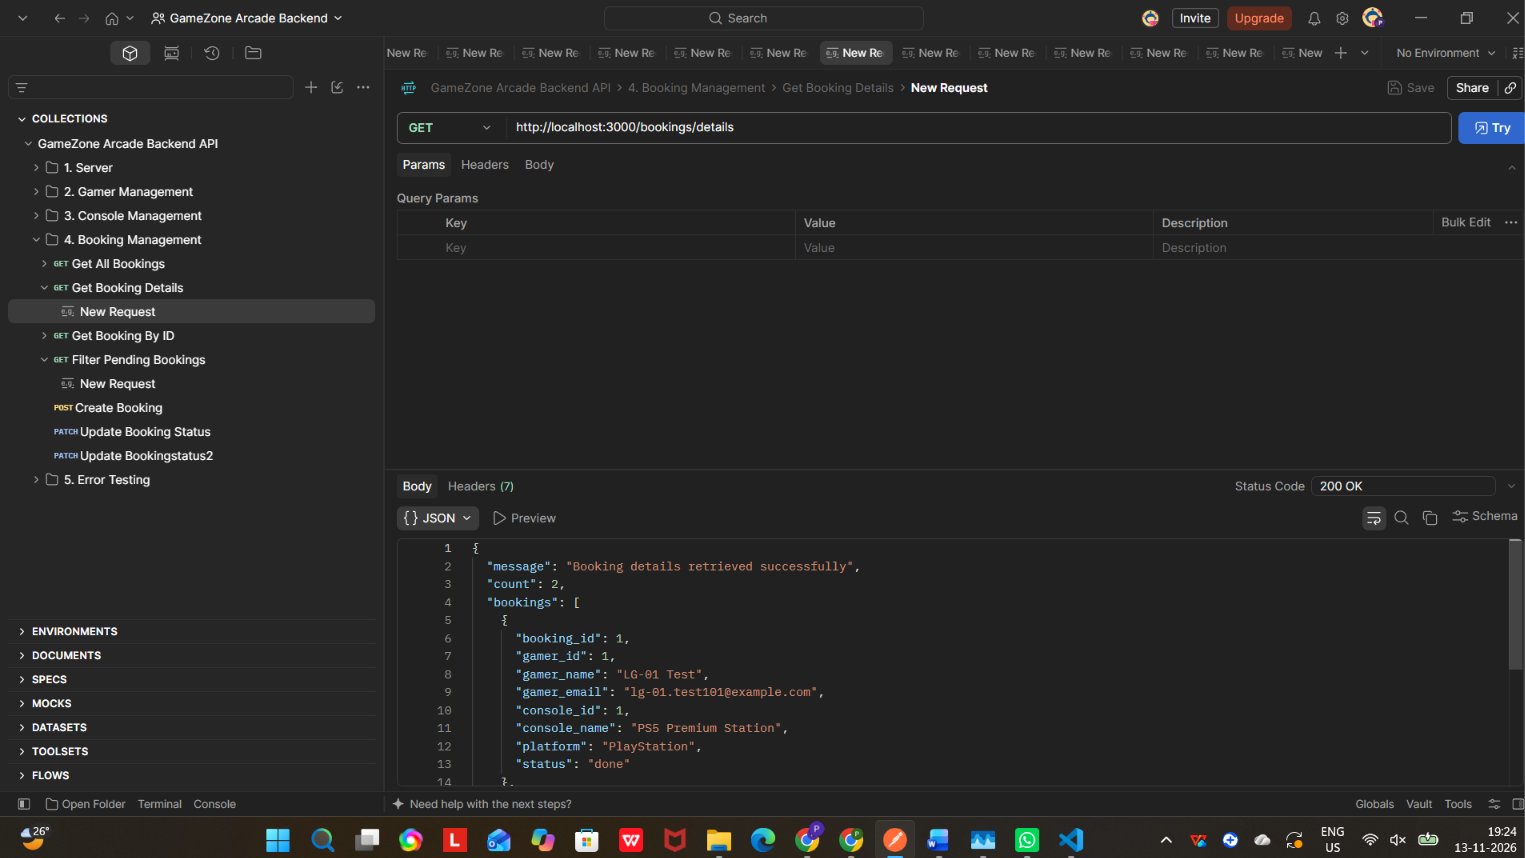 GameZone Arcade Backend
Search
Invite
Upgrade
New Re
New Re
New Re
New Re
New Re
New Re
New Re
New Re
New Re
New Re
New Re
New Re
New
No Environment
GameZone Arcade Backend API > 4. Booking Management > Get Booking Details > New Request
Save
Share
GET
http://localhost:3000/bookings/details
Try
Params Headers Body
Query Params
Key Value Description Bulk Edit
Key Value Description
COLLECTIONS
GameZone Arcade Backend API
1. Server
2. Gamer Management
3. Console Management
4. Booking Management
GET Get All Bookings
GET Get Booking Details
e.g. New Request
GET Get Booking By ID
GET Filter Pending Bookings
e.g. New Request
POST Create Booking
PATCH Update Booking Status
PATCH Update Bookingstatus2
5. Error Testing
ENVIRONMENTS
DOCUMENTS
SPECS
MOCKS
DATASETS
TOOLSETS
FLOWS
Body Headers (7)
Status Code 200 OK
{} JSON Preview
Schema
1 {
2 "message": "Booking details retrieved successfully",
3 "count": 2,
4 "bookings": [
5 {
6 "booking_id": 1,
7 "gamer_id": 1,
8 "gamer_name": "LG-01 Test",
9 "gamer_email": "lg-01.test101@example.com",
10 "console_id": 1,
11 "console_name": "PS5 Premium Station",
12 "platform": "PlayStation",
13 "status": "done"
14 },
Open Folder Terminal Console
Need help with the next steps?
Globals Vault Tools
26°
ENG
US
19:24
13-11-2026